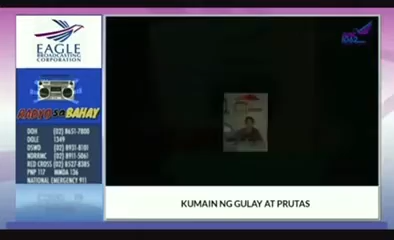 EAGLE
BROADCASTING
CORPORATION
RADYO SA BAHAY
DOH (02) 8651-7800
DOLE 1349
DSWD (02) 8931-8101
NDRRMC (02) 8911-5061
RED CROSS (02) 8527-8385
PNP 117 MMDA 136
NATIONAL EMERGENCY 911
KUMAIN NG GULAY AT PRUTAS